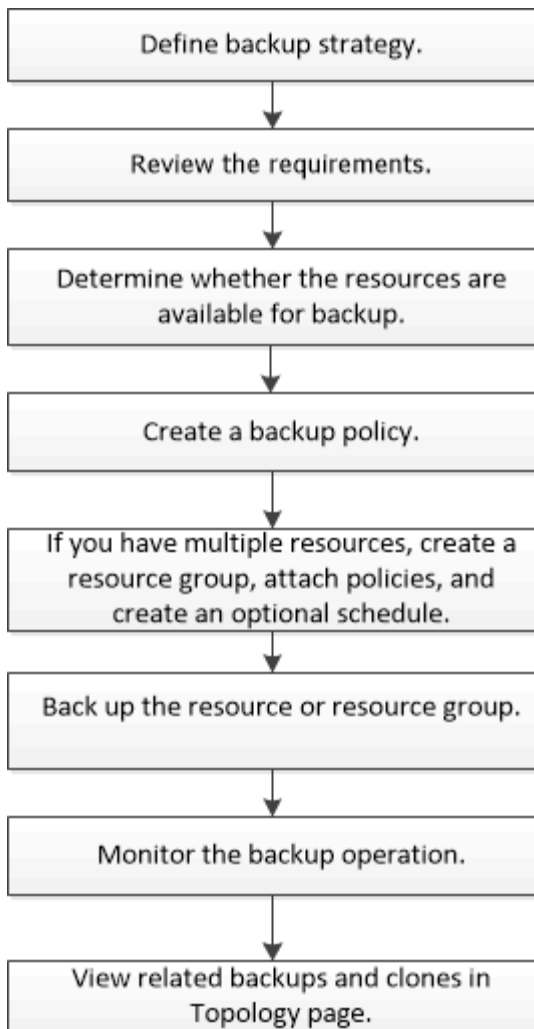 Define backup strategy.
Review the requirements.
Determine whether the resources are
available for backup.
Create a backup policy.
If you have multiple resources, create a
resource group, attach policies, and
create an optional schedule.
Back up the resource or resource group.
Monitor the backup operation.
View related backups and clones in
Topology page.